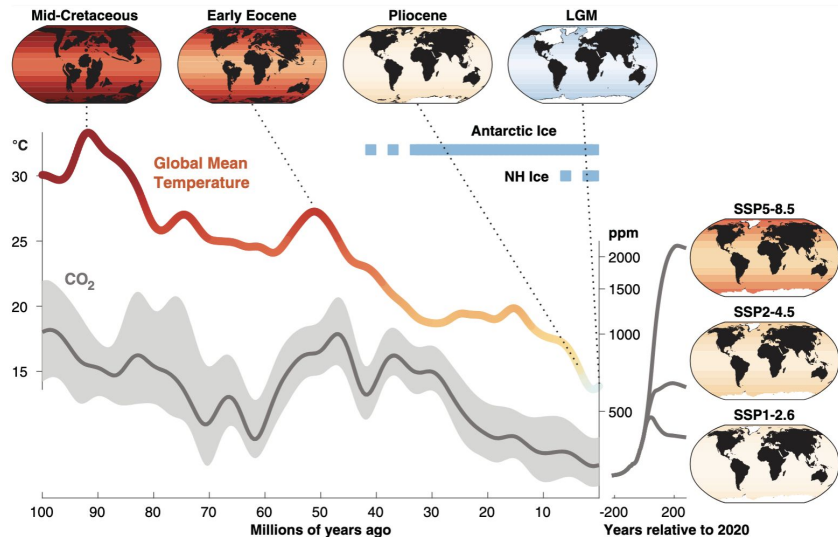 Mid-Cretaceous
Early Eocene
Pliocene
LGM
°C
Antarctic Ice
NH Ice
Global Mean
Temperature
30
25
20
15
CO₂
ppm
2000
1500
1000
500
SSP5-8.5
SSP2-4.5
SSP1-2.6
100
90
80
70
60
50
40
30
20
10
-200
200
Millions of years ago
Years relative to 2020